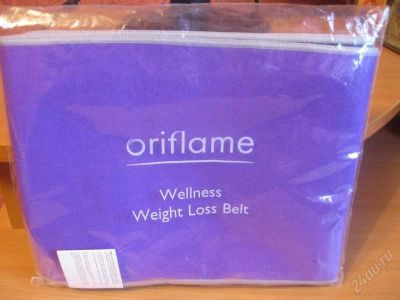 oriflame
Wellness
Weight Loss Belt
24au.ru